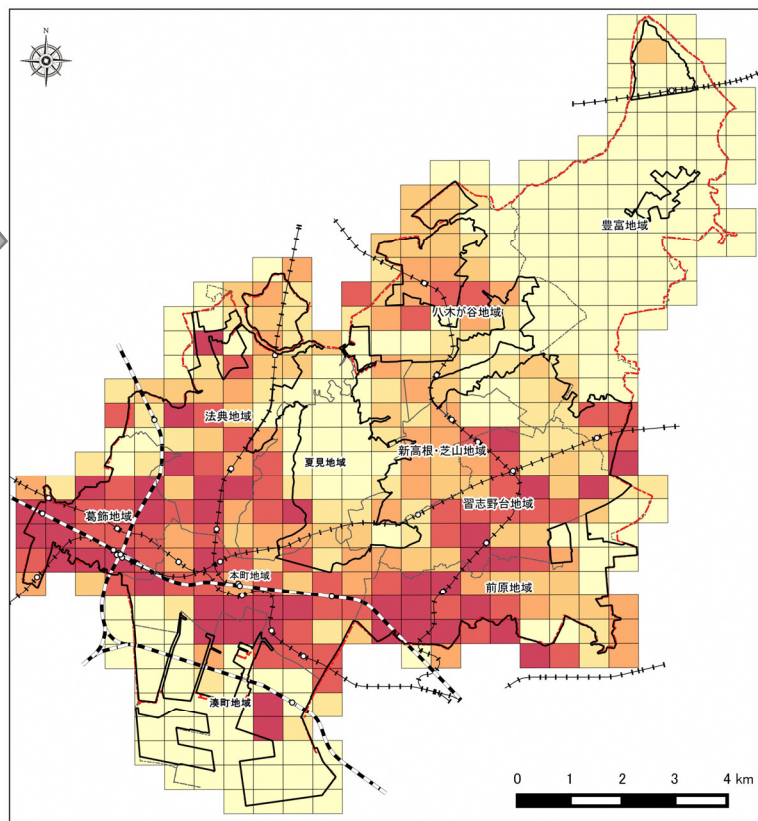 N
豊富地域
八木が谷地域
法典地域
新高根・芝山地域
夏見地域
習志野台地域
葛飾地域
本町地域
前原地域
湊町地域
0 1 2 3 4 km